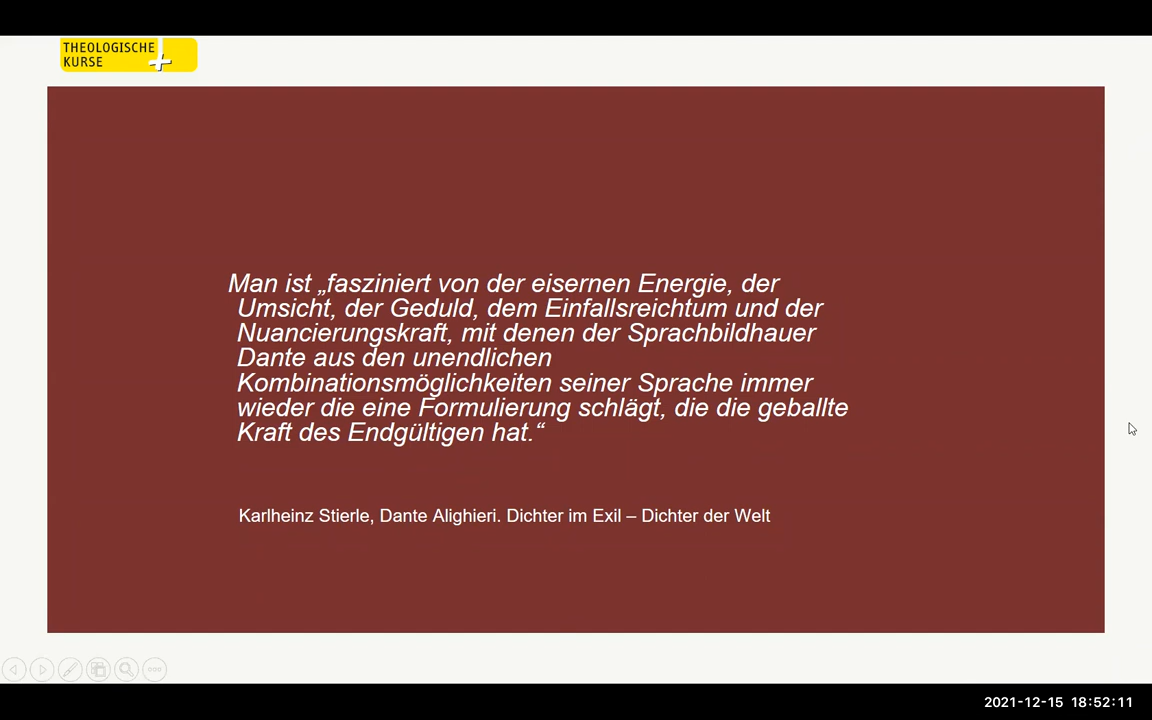 THEOLOGISCHE
KURSE
Man ist „fasziniert von der eisernen Energie, der
Umsicht, der Geduld, dem Einfallsreichtum und der
Nuancierungskraft, mit denen der Sprachbildhauer
Dante aus den unendlichen
Kombinationsmöglichkeiten seiner Sprache immer
wieder die eine Formulierung schlägt, die die geballte
Kraft des Endgültigen hat.“
Karlheinz Stierle, Dante Alighieri. Dichter im Exil – Dichter der Welt
2021-12-15 18:52:11